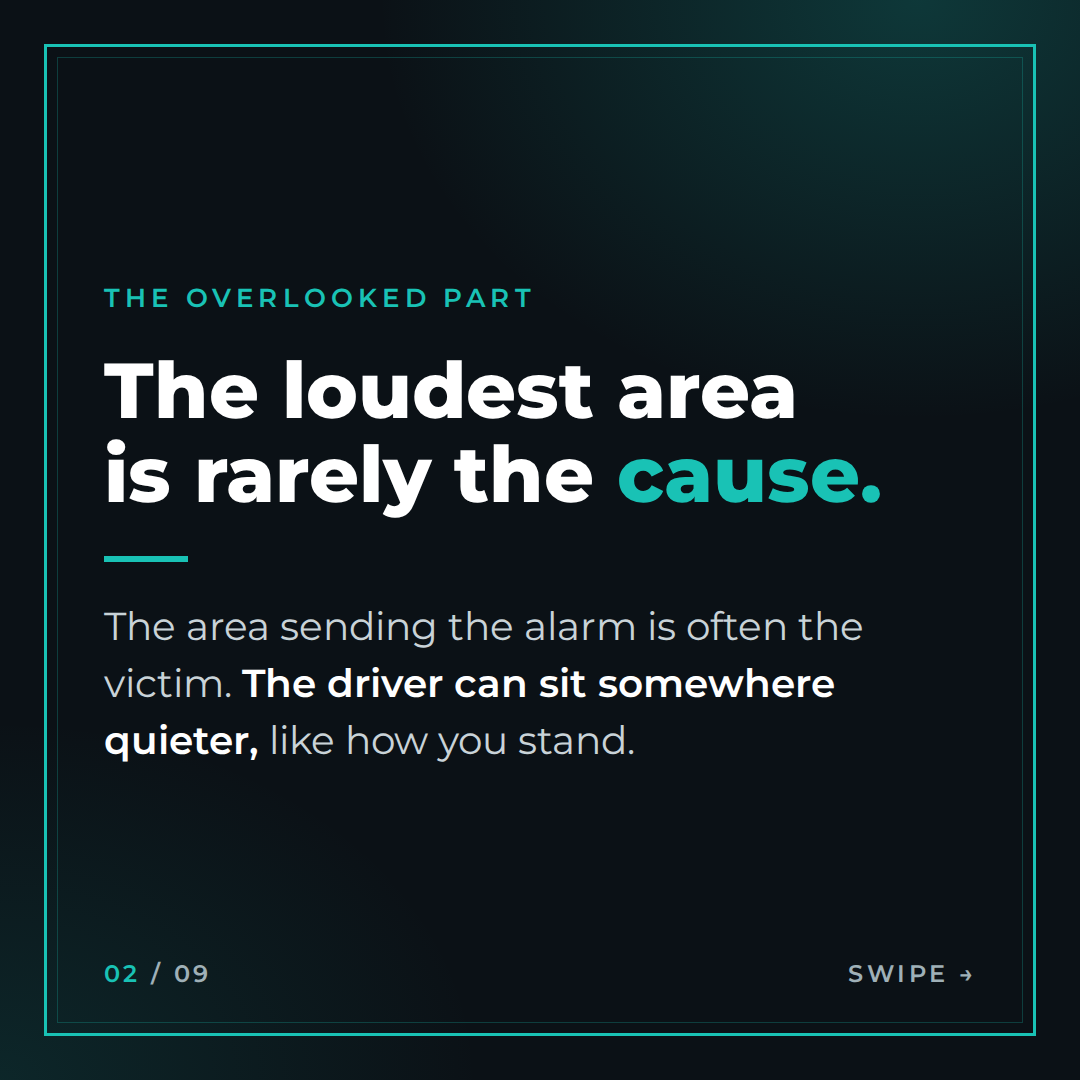 THE OVERLOOKED PART
The loudest area
is rarely the cause.
The area sending the alarm is often the
victim. The driver can sit somewhere
quieter, like how you stand.
02 / 09
SWIPE →